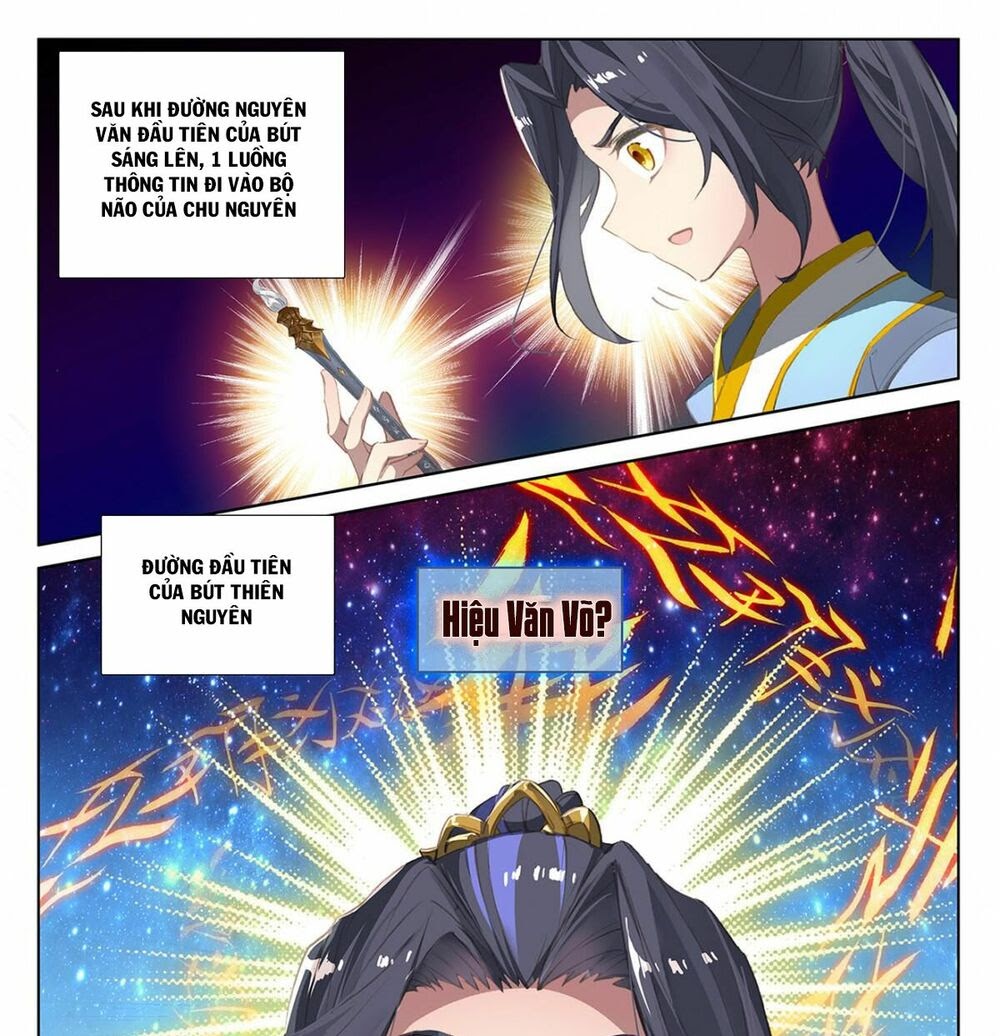 SAU KHI ĐƯỜNG NGUYÊN
VĂN ĐẦU TIÊN CỦA BÚT
SÁNG LÊN, 1 LUỒNG
THÔNG TIN ĐI VÀO BỘ
NÃO CỦA CHU NGUYÊN
ĐƯỜNG ĐẦU TIÊN
CỦA BÚT THIÊN
NGUYÊN
Hiệu Văn Võ?